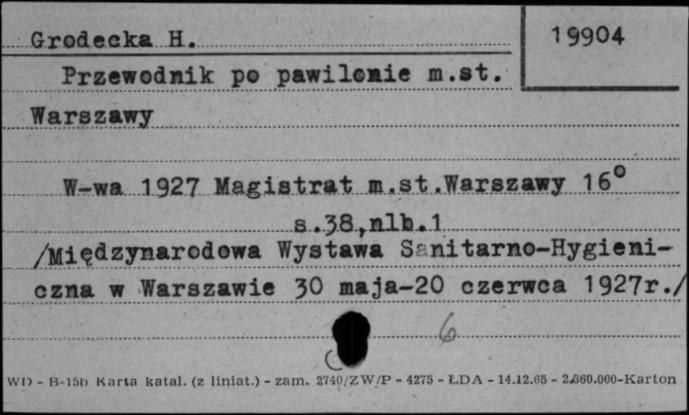 Grodecka H.
19904
Przewodnik po pawilonie m.st.
Warszawy
W-wa 1927 Magistrat m.st.Warszawy 16°
s.38,nlb.1
/Międzynarodowa Wystawa Sanitarno-Hygieni-
czna w Warszawie 30 maja-20 czerwca 1927r./
6
WD - B-15b Karta katal. (z liniat.) - zam. 2740/ZW/P - 4275 - ŁDA - 14.12.65 - 2.860.000-Karton